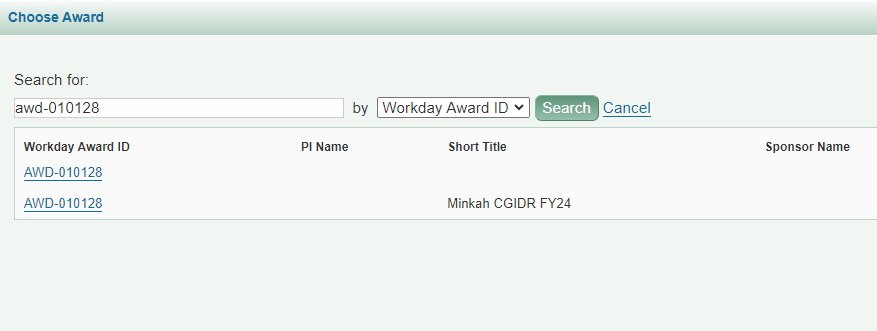 Choose Award
Search for:
awd-010128 by Workday Award ID Search Cancel
Workday Award ID PI Name Short Title Sponsor Name
AWD-010128
AWD-010128 Minkah CGIDR FY24